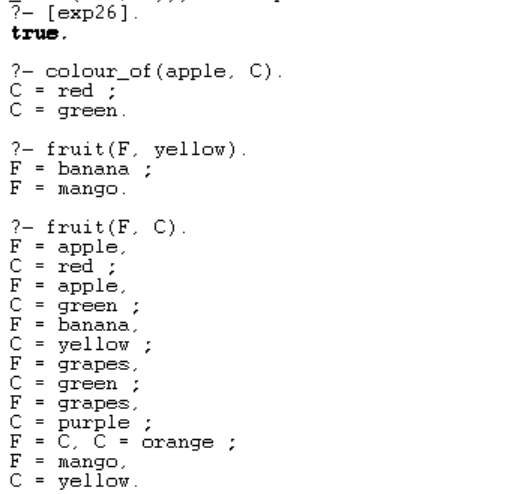 ?- [exp26].
true.
?- colour_of(apple, C).
C = red ;
C = green.
?- fruit(F, yellow).
F = banana ;
F = mango.
?- fruit(F, C).
F = apple,
C = red ;
F = apple,
C = green ;
F = banana,
C = yellow ;
F = grapes,
C = green ;
F = grapes,
C = purple ;
F = C, C = orange ;
F = mango,
C = yellow.